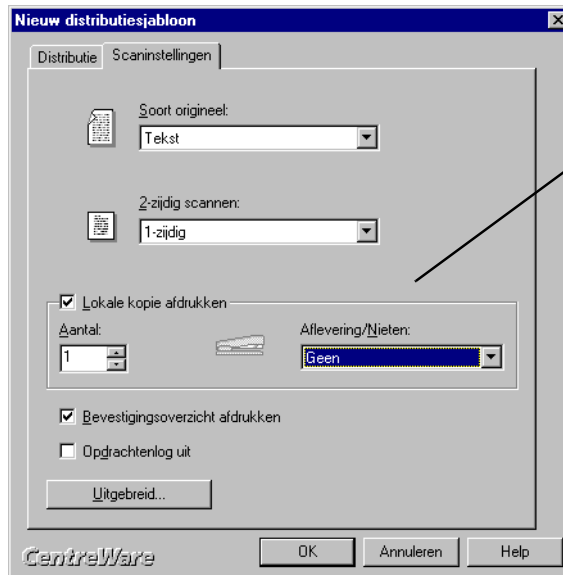 Nieuw distributiesjabloon
Distributie Scaninstellingen
Soort origineel:
Tekst
2-zijdig scannen:
1-zijdig
Lokale kopie afdrukken
Aantal: Aflevering/Nieten:
1 Geen
Bevestigingsoverzicht afdrukken
Opdrachtenlog uit
Uitgebreid...
CentreWare OK Annuleren Help